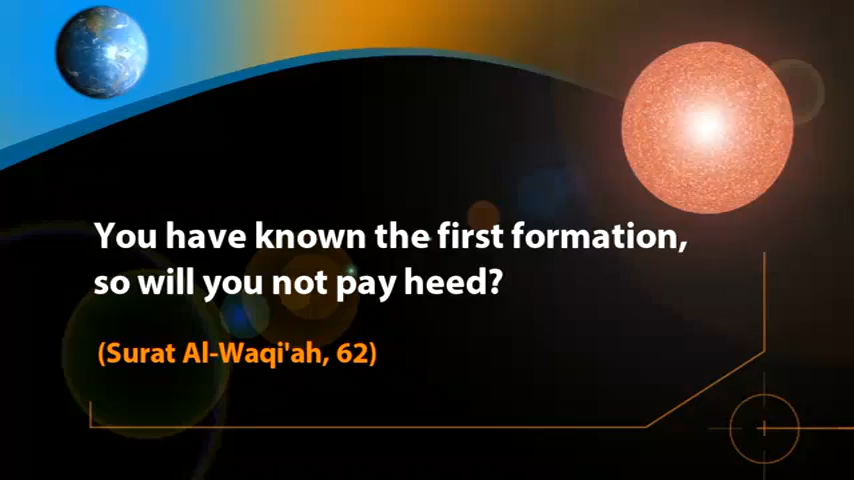 You have known the first formation,
so will you not pay heed?
(Surat Al-Waqi'ah, 62)